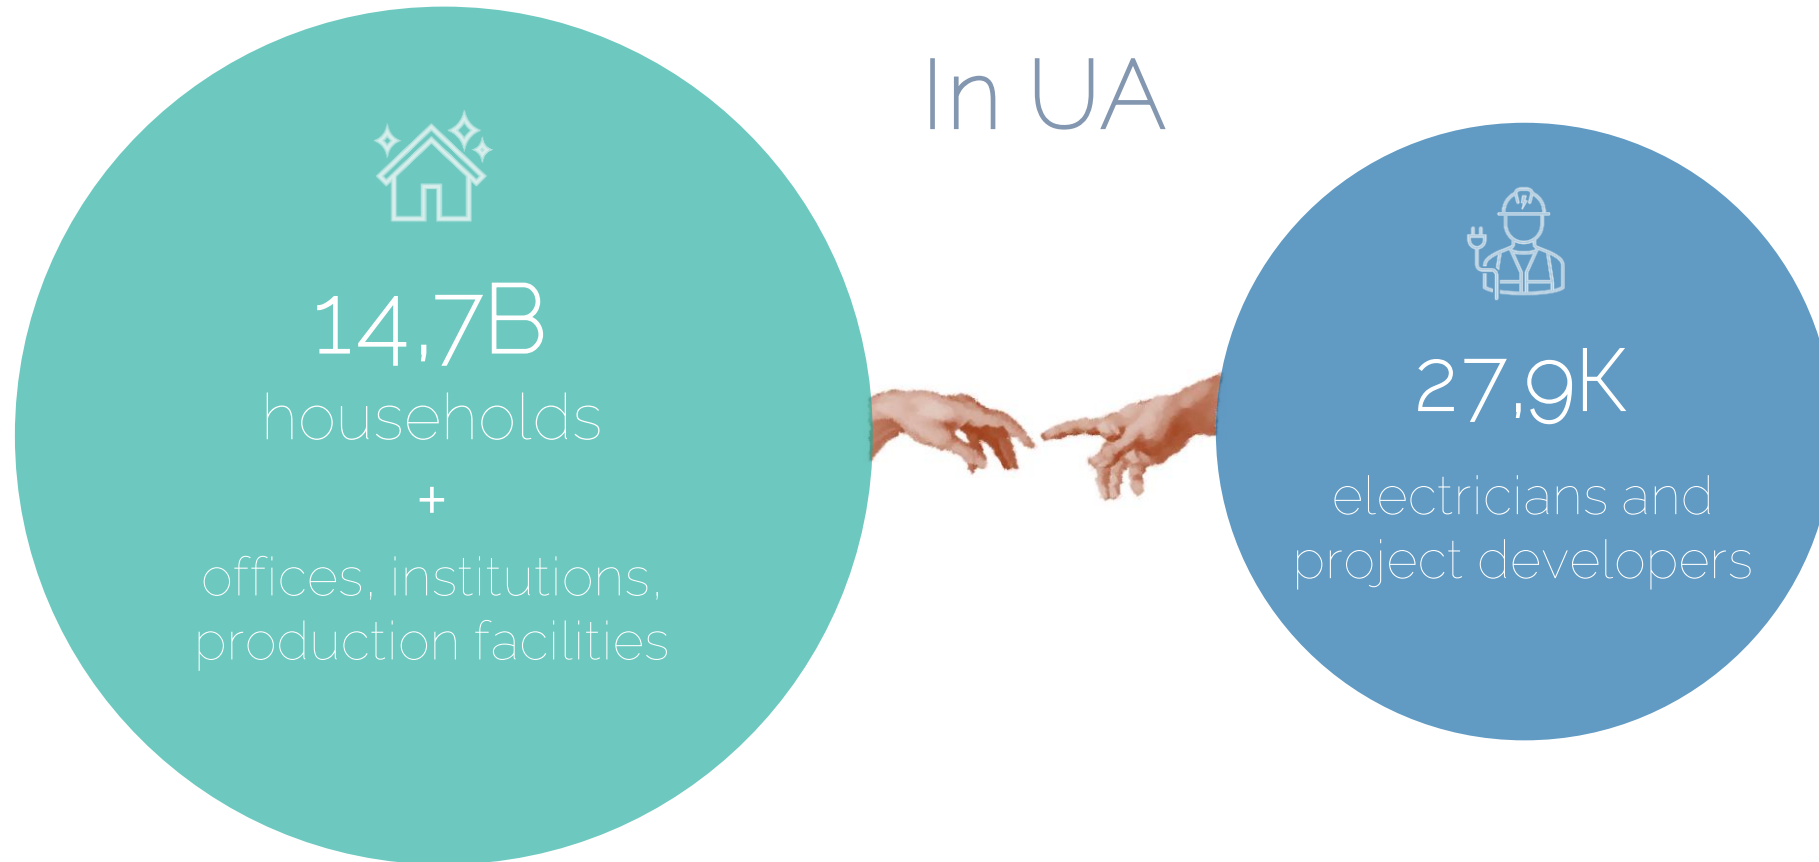 In UA
14,7B
households
+
offices, institutions,
production facilities
27,9K
electricians and
project developers